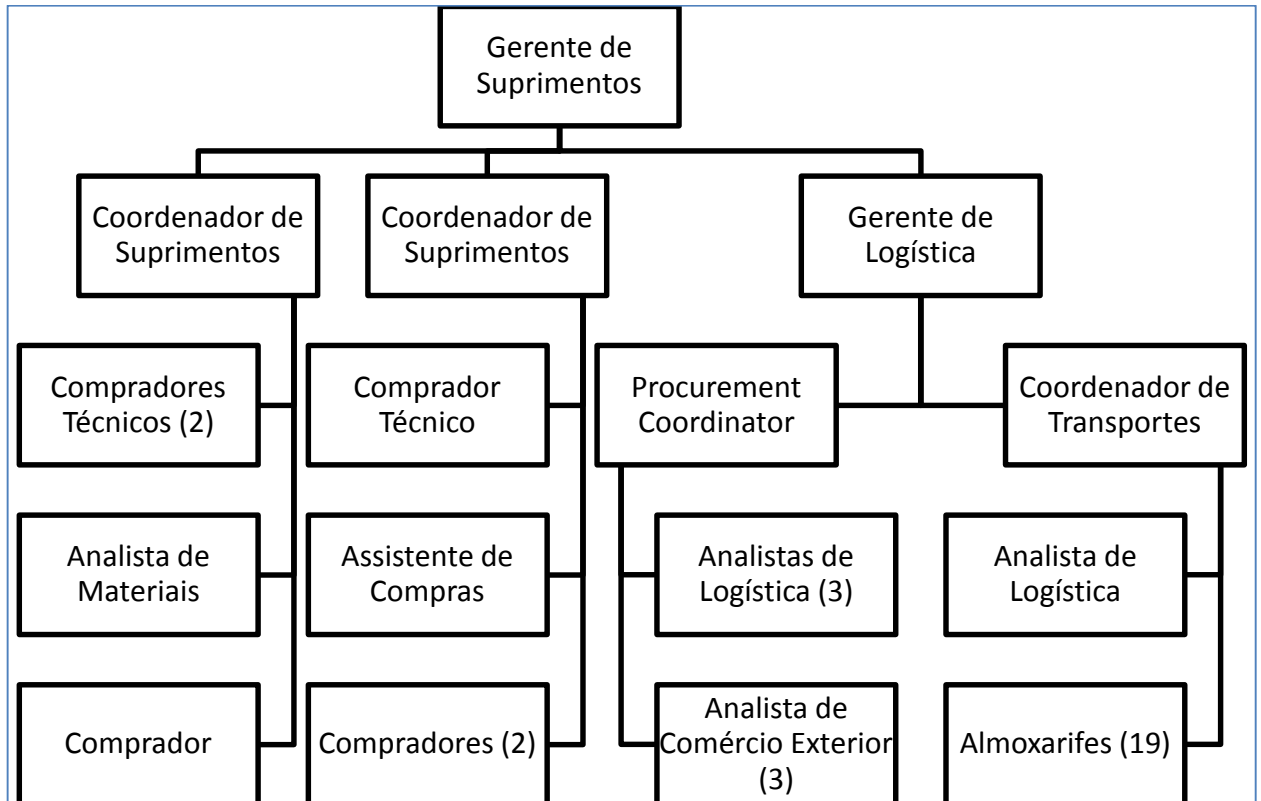 Gerente de
Suprimentos
Coordenador de
Suprimentos
Coordenador de
Suprimentos
Gerente de
Logística
Compradores
Técnicos (2)
Comprador
Técnico
Procurement
Coordinator
Coordenador de
Transportes
Analista de
Materiais
Assistente de
Compras
Analistas de
Logística (3)
Analista de
Logística
Comprador
Compradores (2)
Analista de
Comércio Exterior
(3)
Almoxarifes (19)